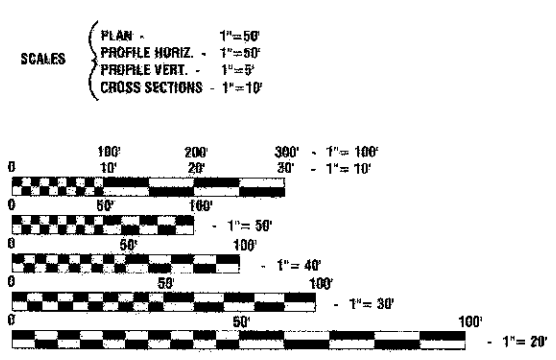 PLAN - 1"=50'
PROFILE HORIZ. - 1"=50'
SCALES
PROFILE VERT. - 1"=5'
CROSS SECTIONS - 1"=10'
100' 200' 300' - 1"= 100'
0 10' 20' 30' - 1"= 10'
0 50' 100'
- 1"= 50'
0 50' 100'
- 1"= 40'
0 50' 100'
- 1"= 30'
0 50' 100'
- 1"= 20'